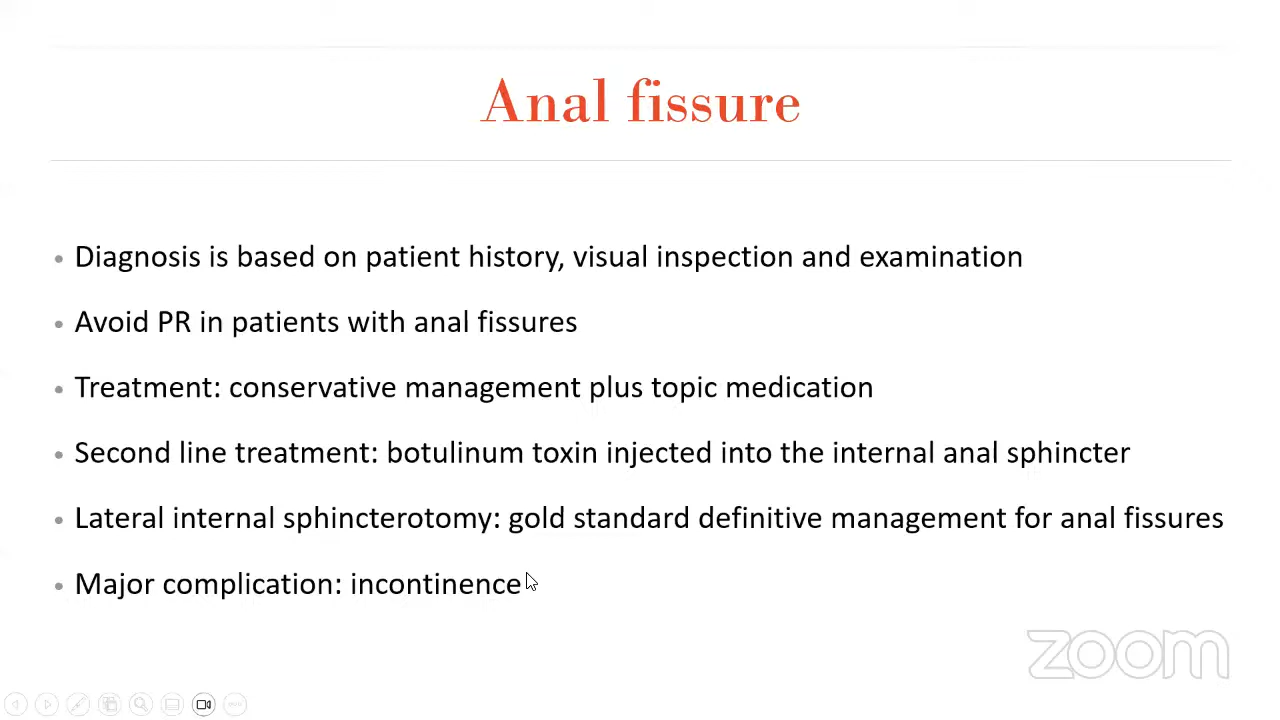 Anal fissure
• Diagnosis is based on patient history, visual inspection and examination
• Avoid PR in patients with anal fissures
• Treatment: conservative management plus topic medication
• Second line treatment: botulinum toxin injected into the internal anal sphincter
• Lateral internal sphincterotomy: gold standard definitive management for anal fissures
• Major complication: incontinence
zoom